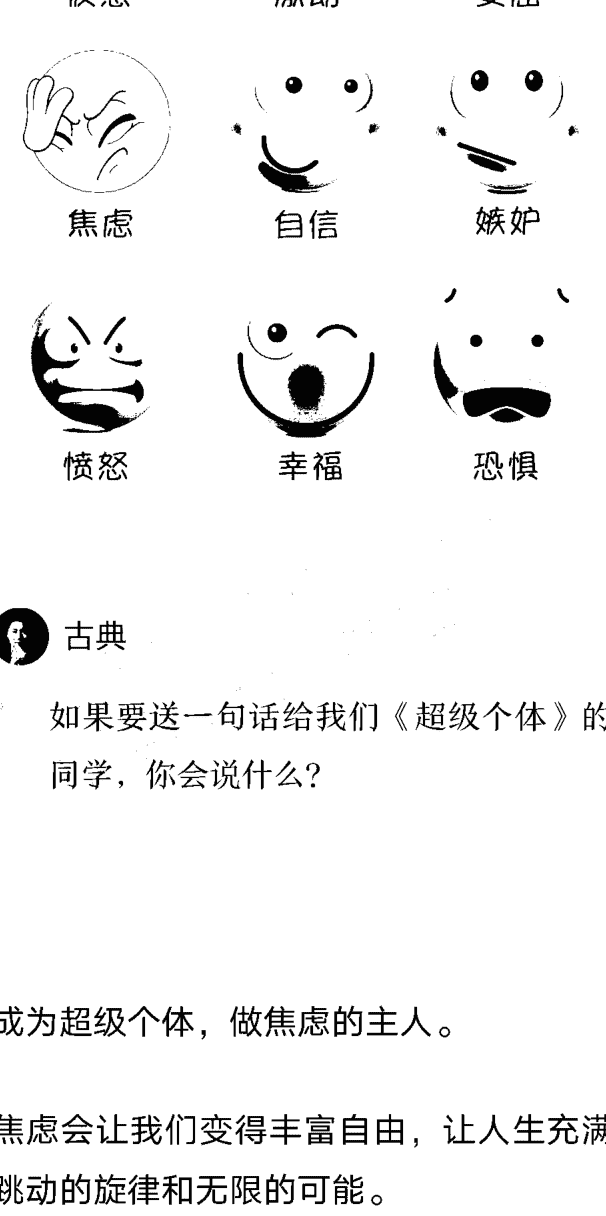 焦虑 自信 嫉妒
愤怒 幸福 恐惧
古典
如果要送一句话给我们《超级个体》的
同学，你会说什么？
成为超级个体，做焦虑的主人。
焦虑会让我们变得丰富自由，让人生充满
跳动的旋律和无限的可能。